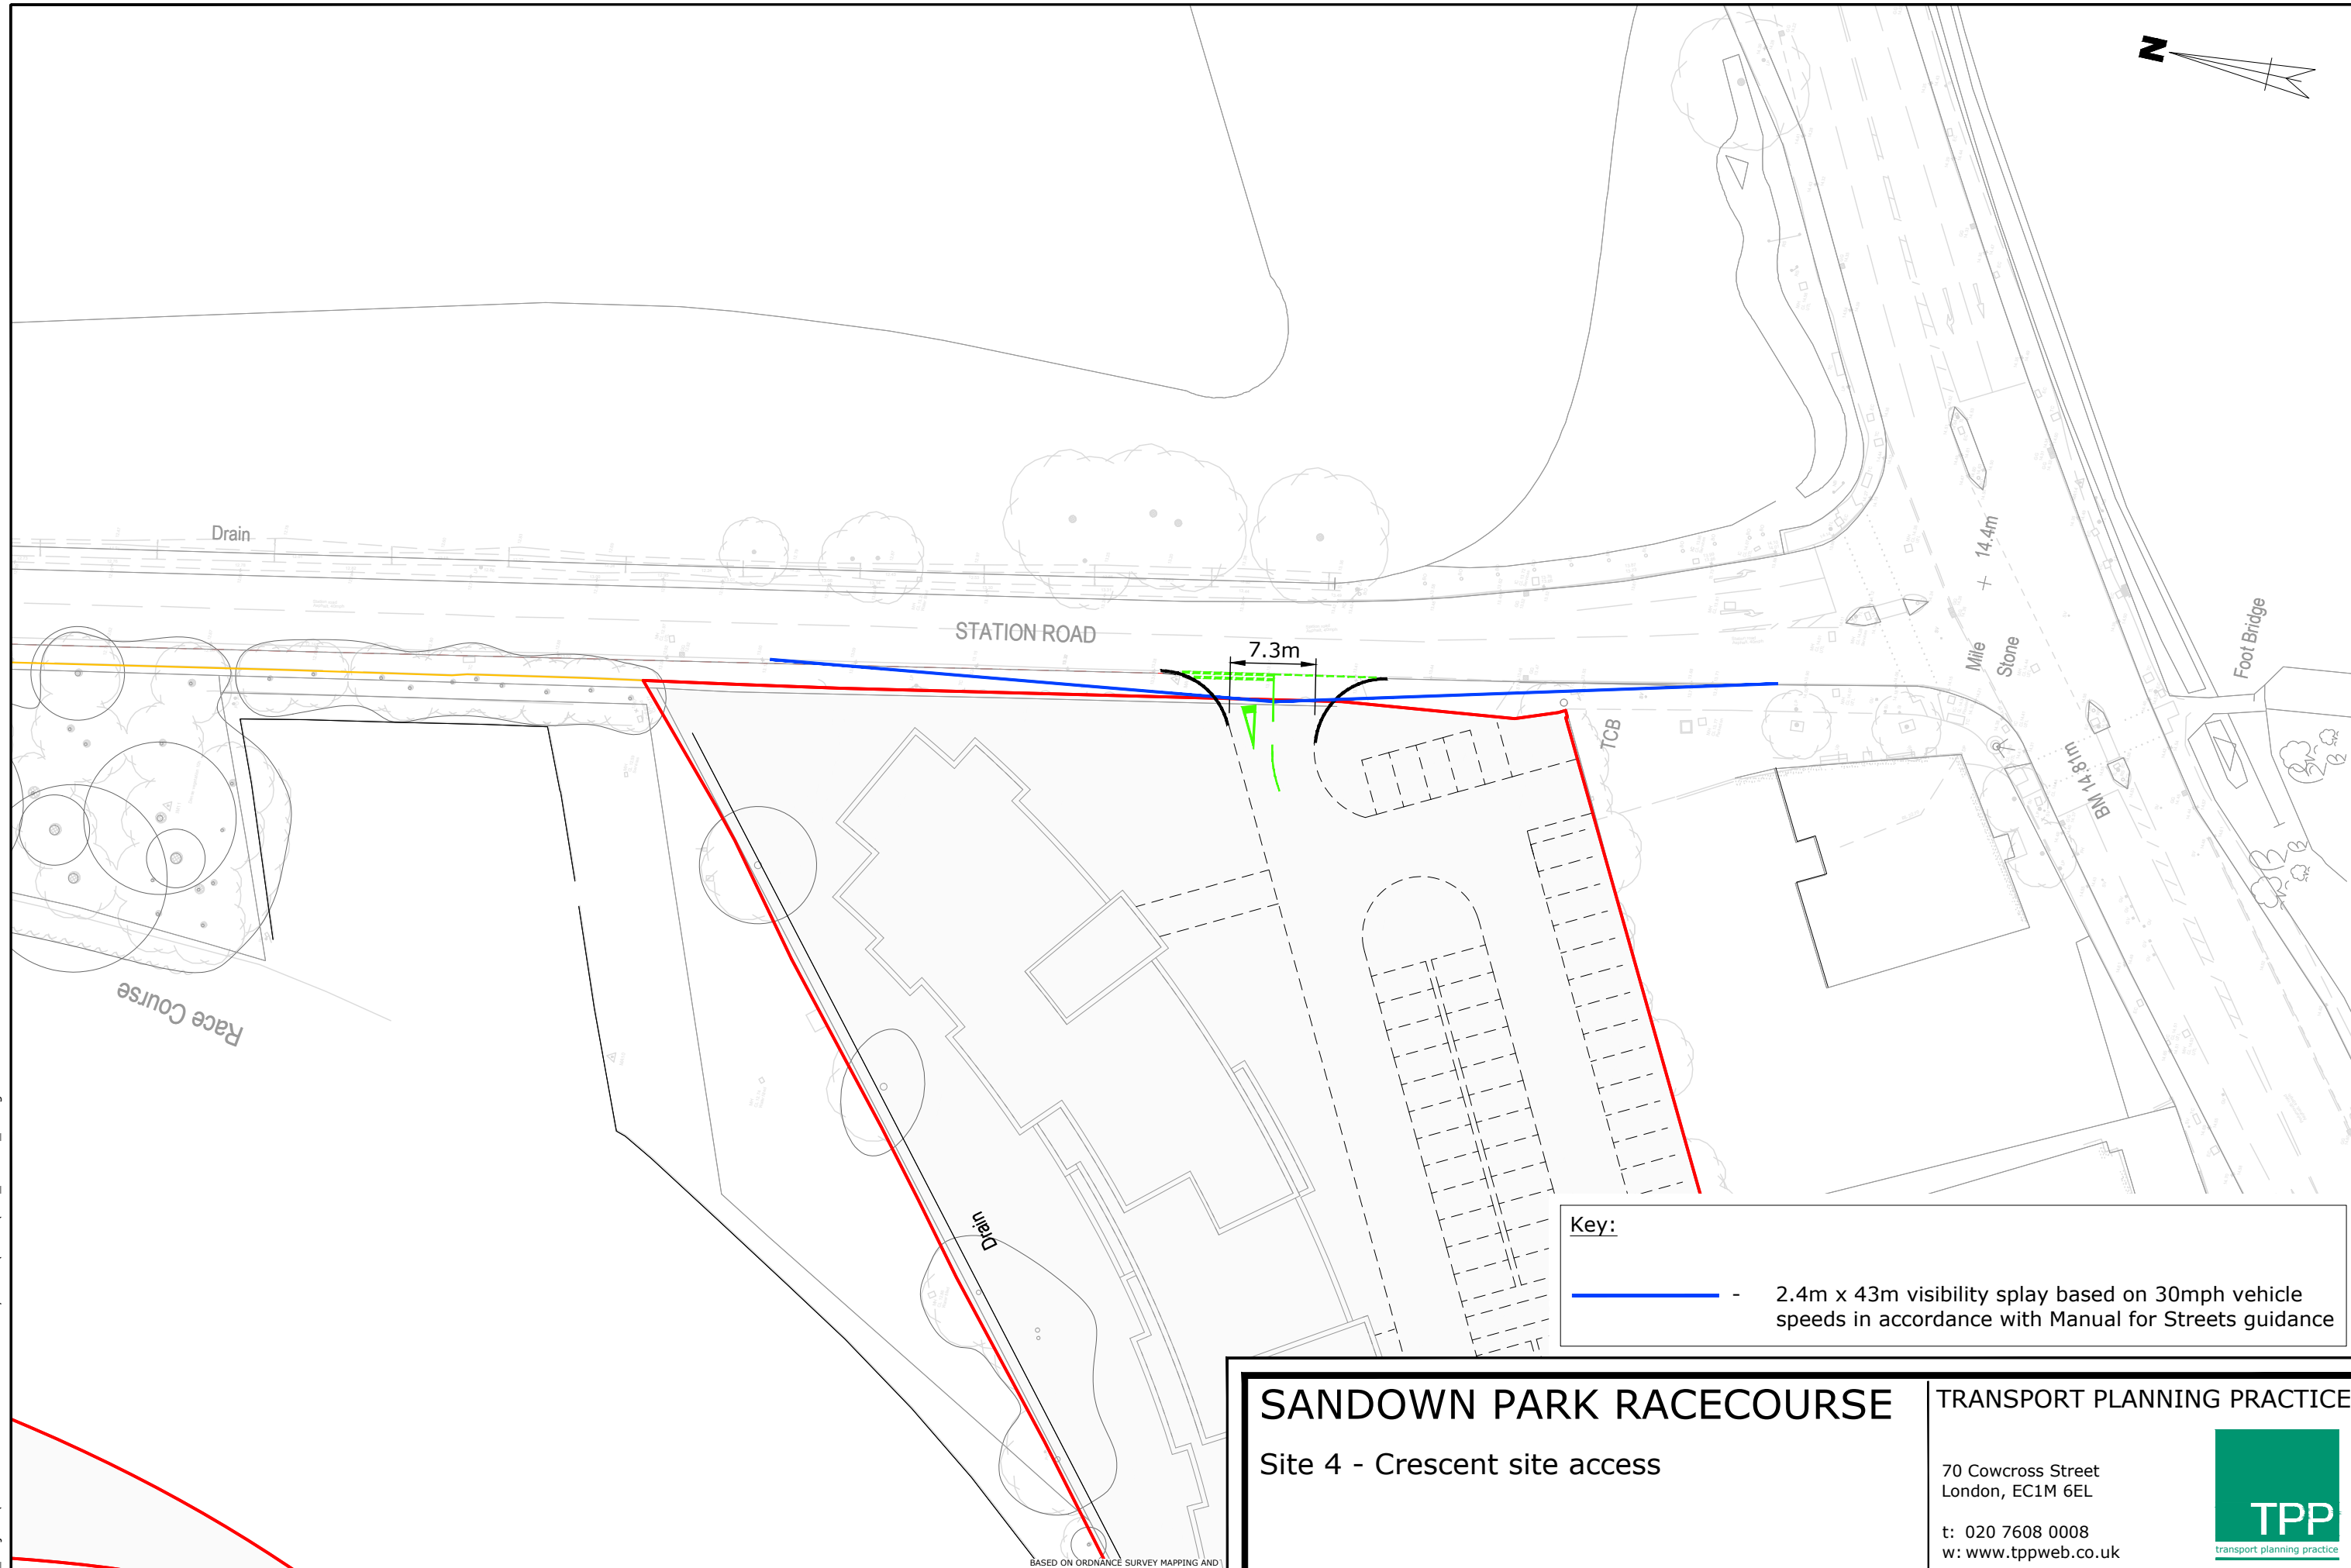 N
Drain
STATION ROAD
7.3m
14.4m
Mile
Stone
Foot Bridge
TCB
BM 14.81m
Race Course
Drain
Key:
- 2.4m x 43m visibility splay based on 30mph vehicle
speeds in accordance with Manual for Streets guidance
SANDOWN PARK RACECOURSE
Site 4 - Crescent site access
TRANSPORT PLANNING PRACTICE
70 Cowcross Street
London, EC1M 6EL
t: 020 7608 0008
w: www.tppweb.co.uk
TPP
transport planning practice
BASED ON ORDNANCE SURVEY MAPPING AND